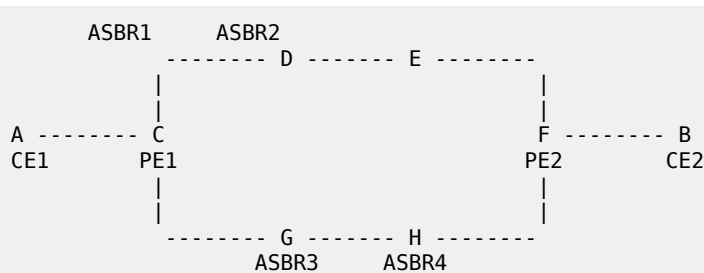 ASBR1 ASBR2
-------- D ------- E --------
| |
| |
A -------- C F -------- B
CE1 PE1 PE2 CE2
| |
| |
-------- G ------- H --------
ASBR3 ASBR4